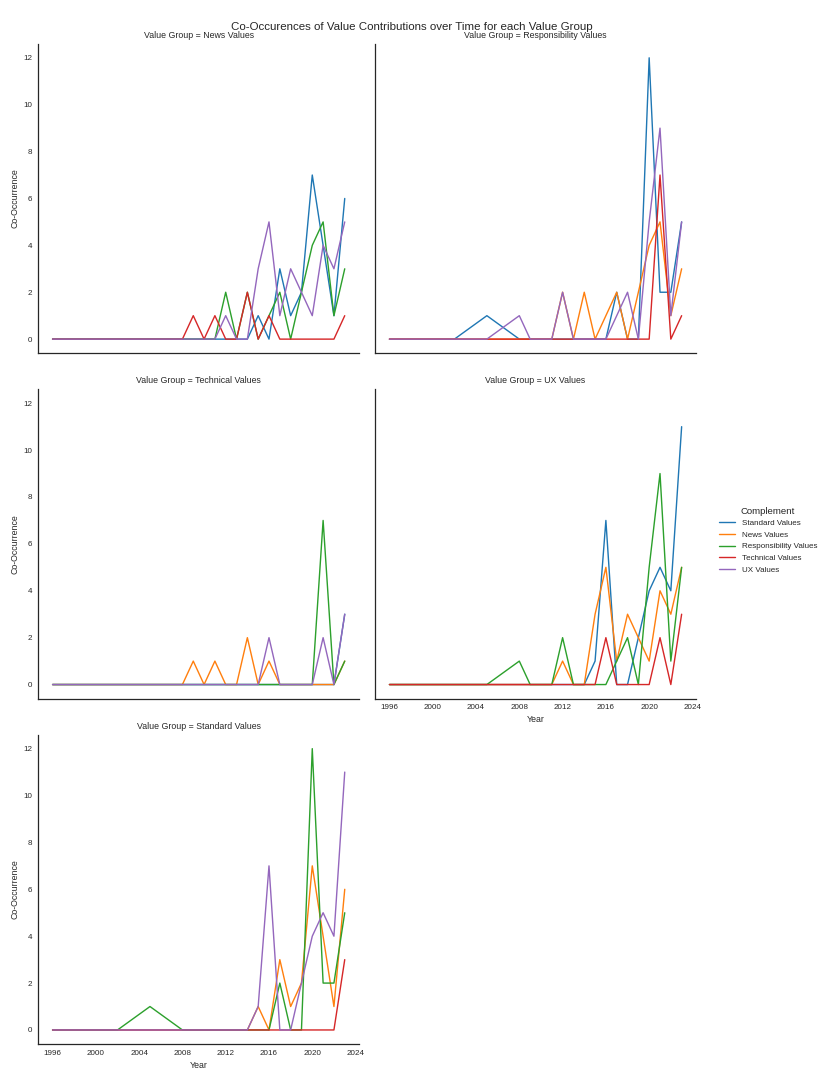 Co-Occurences of Value Contributions over Time for each Value Group
Value Group = News Values
Value Group = Responsibility Values
12
10
8
6
4
2
0
Co-Occurrence
Value Group = Technical Values
Value Group = UX Values
12
10
8
6
4
2
0
Co-Occurrence
1996 2000 2004 2008 2012 2016 2020 2024
Year
Complement
Standard Values
News Values
Responsibility Values
Technical Values
UX Values
Value Group = Standard Values
12
10
8
6
4
2
0
Co-Occurrence
1996 2000 2004 2008 2012 2016 2020 2024
Year